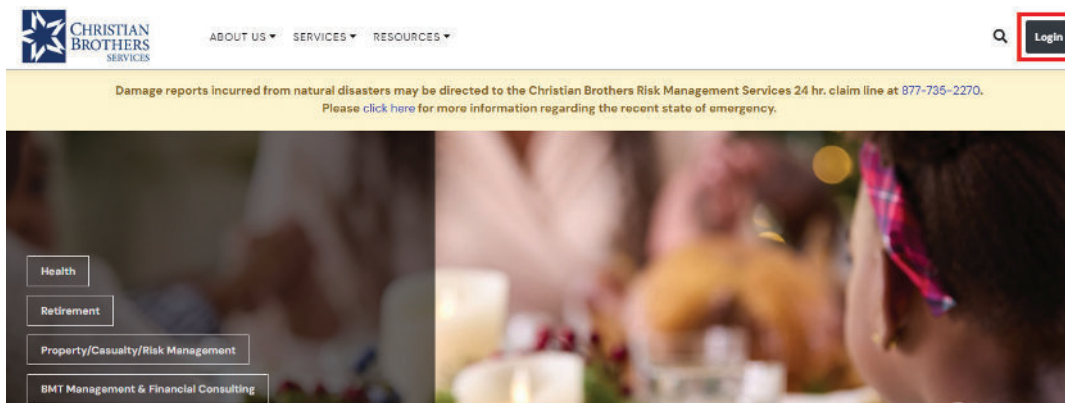 CHRISTIAN
BROTHERS
SERVICES
ABOUT US SERVICES RESOURCES
Login
Damage reports incurred from natural disasters may be directed to the Christian Brothers Risk Management Services 24 hr. claim line at 877-735-2270.
Please click here for more information regarding the recent state of emergency.
Health
Retirement
Property/Casualty/Risk Management
BMT Management & Financial Consulting